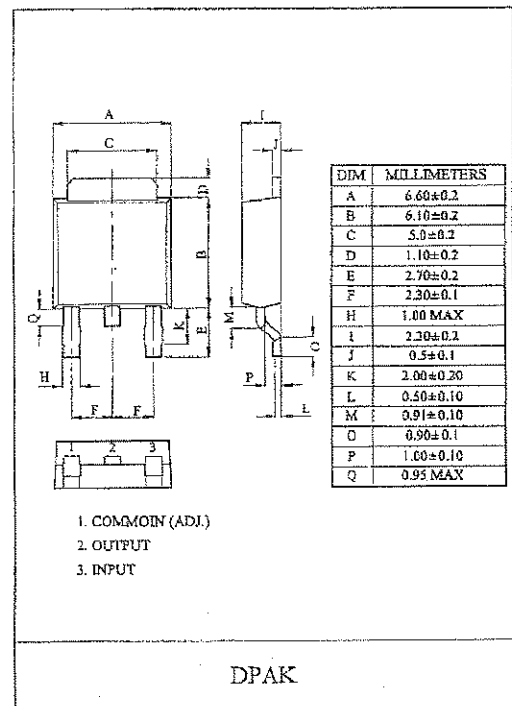 A
C
D
B
Q
K
E
H
F F
I
J
M
O
P
L
1 2 3
1. COMMOIN (ADJ.)
2. OUTPUT
3. INPUT
DIM MILLIMETERS
A 6.60±0.2
B 6.10±0.2
C 5.0±0.2
D 1.10±0.2
E 2.70±0.2
F 2.30±0.1
H 1.00 MAX
I 2.30±0.2
J 0.5±0.1
K 2.00±0.20
L 0.50±0.10
M 0.91±0.10
O 0.90±0.1
P 1.00±0.10
Q 0.95 MAX
DPAK